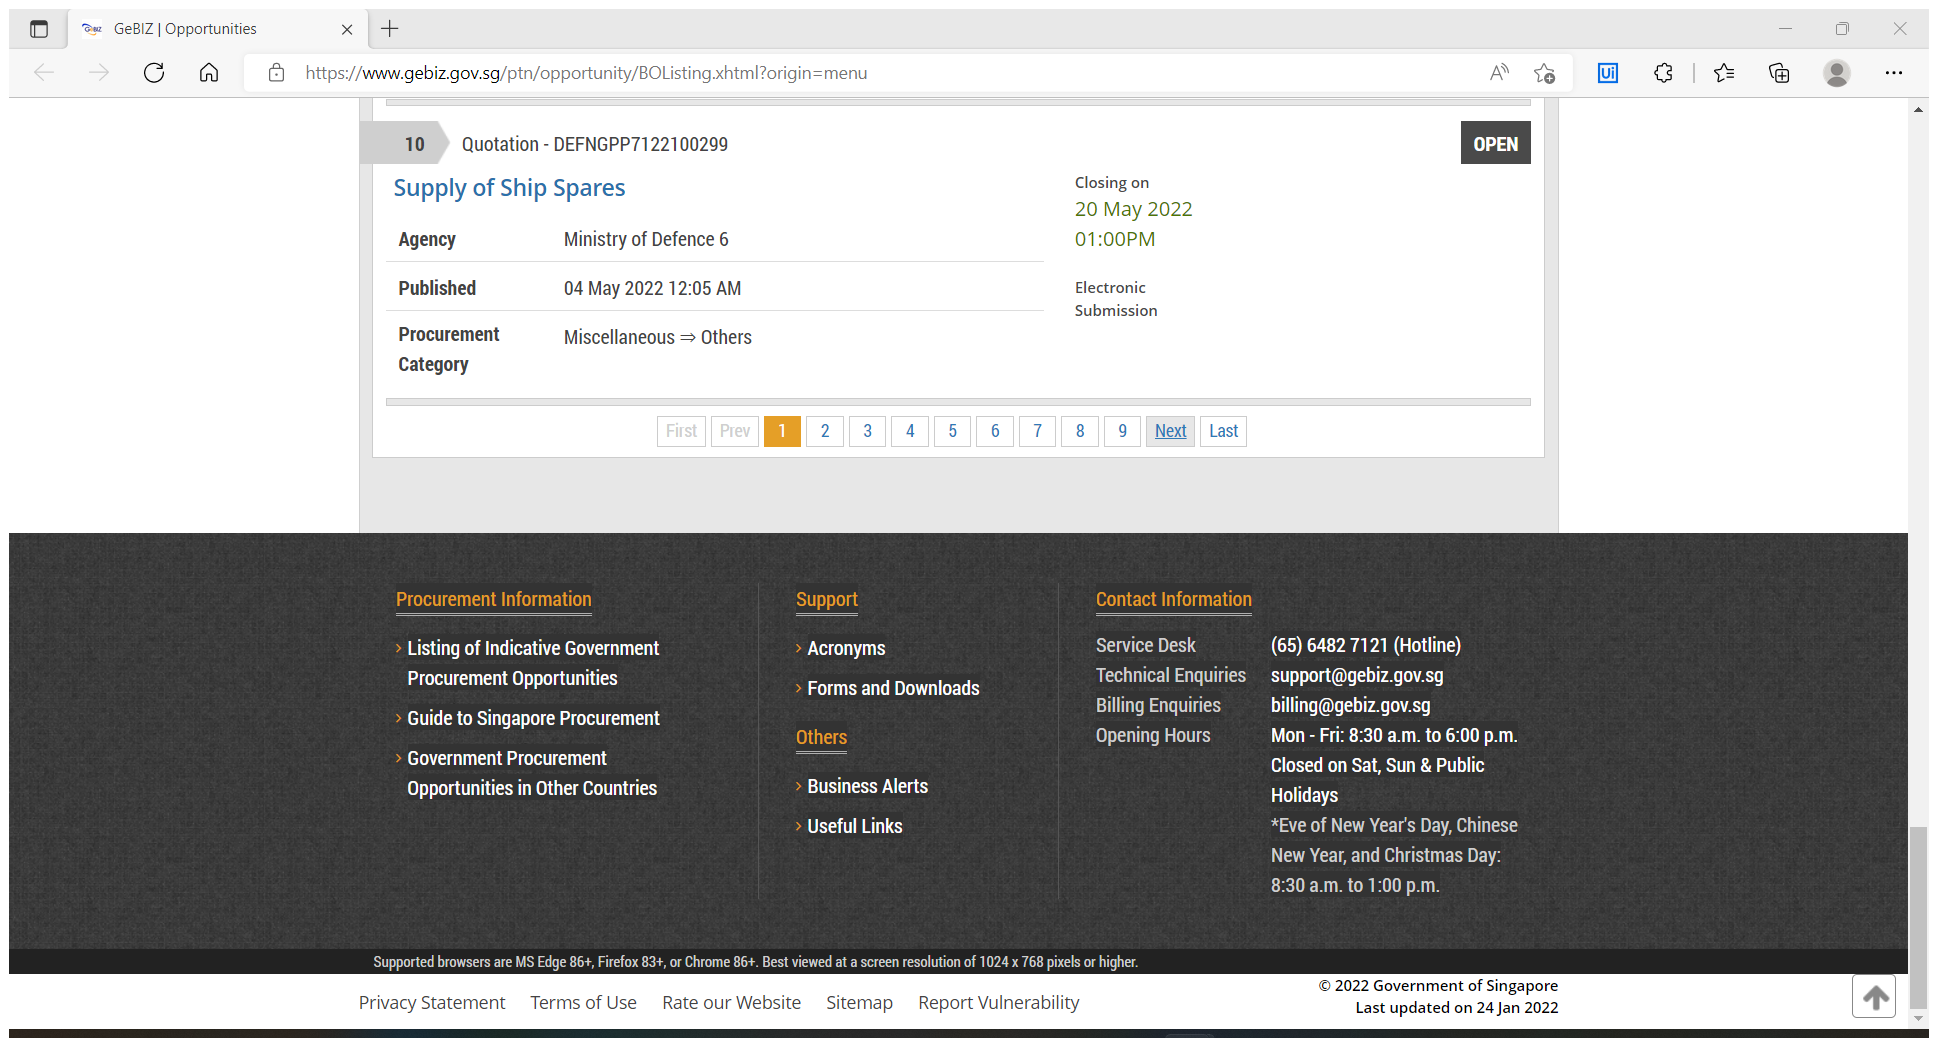 GeBIZ | Opportunities
https://www.gebiz.gov.sg/ptn/opportunity/BOListing.xhtml?origin=menu
10 Quotation - DEFNGPP7122100299 OPEN
Supply of Ship Spares
Closing on
20 May 2022
01:00PM
Electronic
Submission
Agency Ministry of Defence 6
Published 04 May 2022 12:05 AM
Procurement
Category
Miscellaneous ⇒ Others
First Prev 1 2 3 4 5 6 7 8 9 Next Last
Procurement Information
› Listing of Indicative Government
Procurement Opportunities
› Guide to Singapore Procurement
› Government Procurement
Opportunities in Other Countries
Support
› Acronyms
› Forms and Downloads
Others
› Business Alerts
› Useful Links
Contact Information
Service Desk (65) 6482 7121 (Hotline)
Technical Enquiries support@gebiz.gov.sg
Billing Enquiries billing@gebiz.gov.sg
Opening Hours Mon - Fri: 8:30 a.m. to 6:00 p.m.
Closed on Sat, Sun & Public
Holidays
*Eve of New Year's Day, Chinese
New Year, and Christmas Day:
8:30 a.m. to 1:00 p.m.
Supported browsers are MS Edge 86+, Firefox 83+, or Chrome 86+. Best viewed at a screen resolution of 1024 x 768 pixels or higher.
Privacy Statement Terms of Use Rate our Website Sitemap Report Vulnerability
© 2022 Government of Singapore
Last updated on 24 Jan 2022